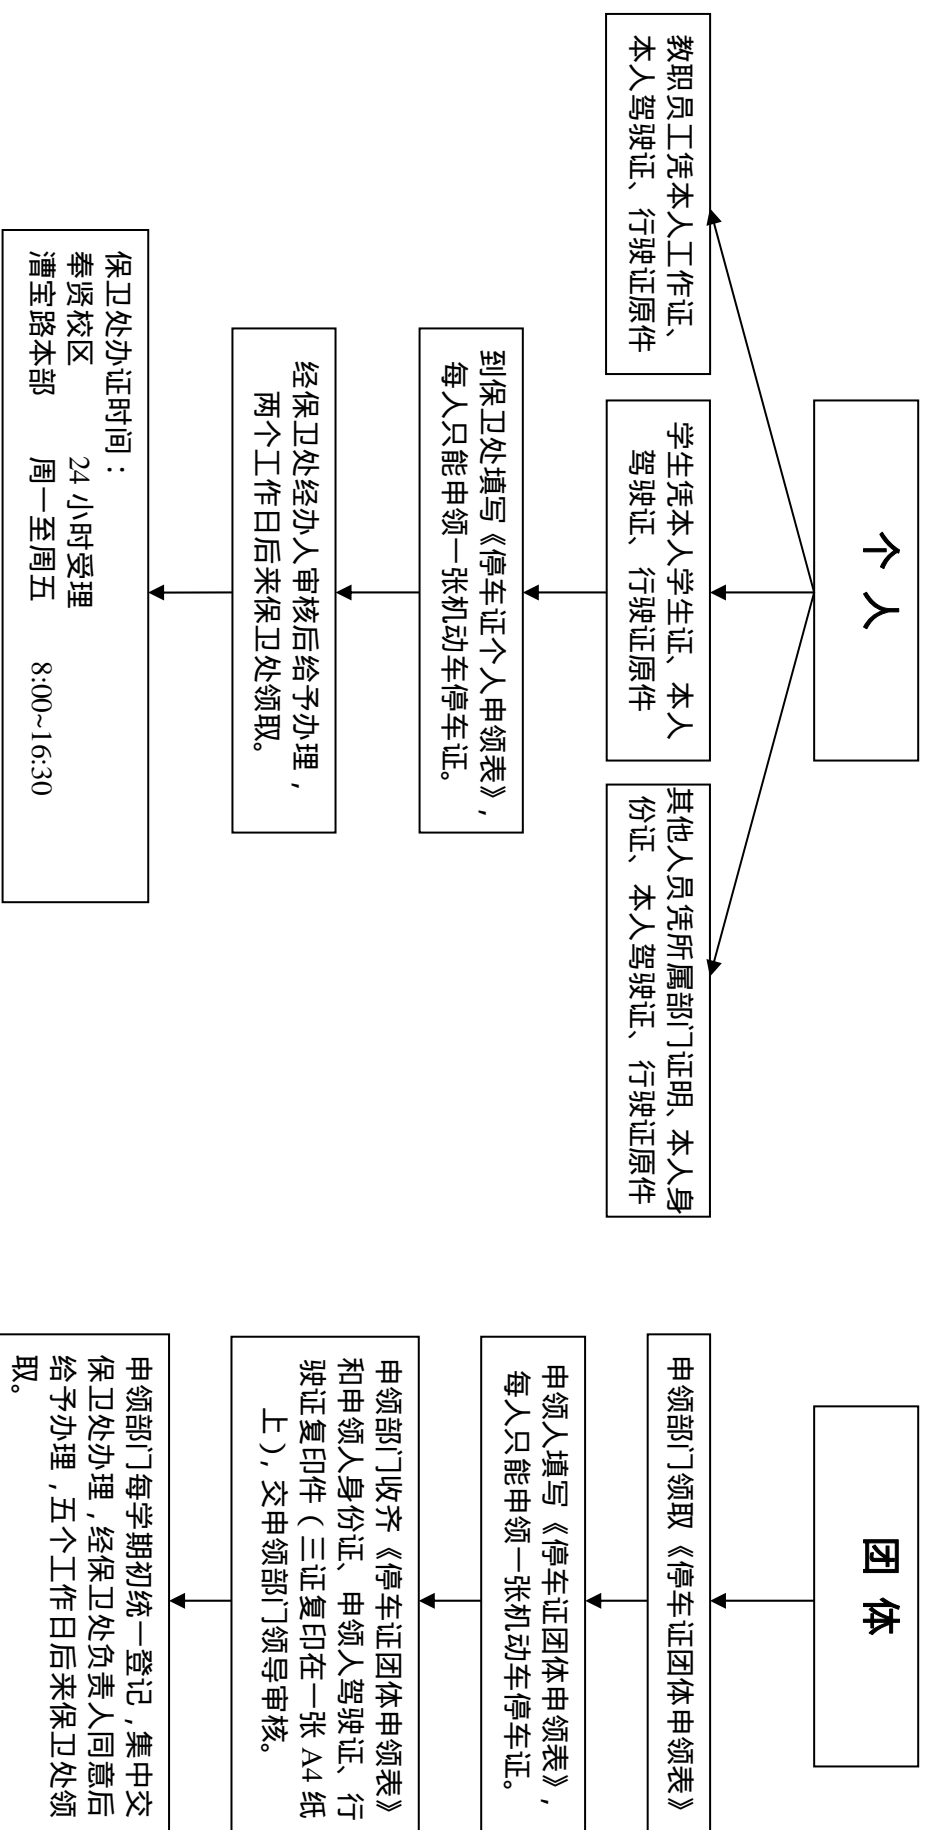 个 人
教职员工凭本人工作证、
本人驾驶证、行驶证原件
学生凭本人学生证、本人
驾驶证、行驶证原件
其他人员凭所属部门证明、本人身
份证、本人驾驶证、行驶证原件
到保卫处填写《停车证个人申领表》，
每人只能申领一张机动车停车证。
经保卫处经办人审核后给予办理，
两个工作日后来保卫处领取。
保卫处办证时间：
奉贤校区 24 小时受理
漕宝路本部 周一至周五 8:00~16:30
团 体
申领部门领取《停车证团体申领表》
申领人填写《停车证团体申领表》，
每人只能申领一张机动车停车证。
申领部门收齐《停车证团体申领表》
和申领人身份证、申领人驾驶证、行
驶证复印件（三证复印在一张 A4 纸
上），交申领部门领导审核。
申领部门每学期初统一登记，集中交
保卫处办理，经保卫处负责人同意后
给予办理，五个工作日后来保卫处领
取。